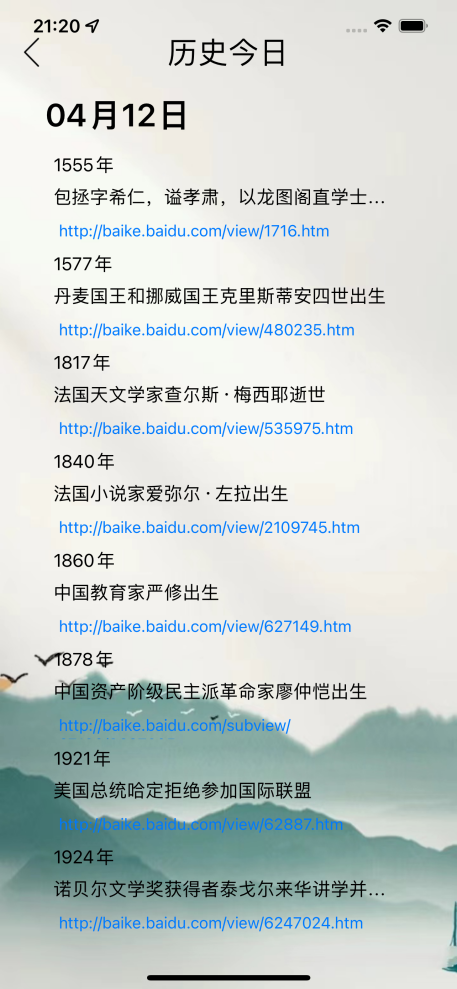 21:20
历史今日
04月12日
1555年
包拯字希仁，谥孝肃，以龙图阁直学士...
http://baike.baidu.com/view/1716.htm
1577年
丹麦国王和挪威国王克里斯蒂安四世出生
http://baike.baidu.com/view/480235.htm
1817年
法国天文学家查尔斯·梅西耶逝世
http://baike.baidu.com/view/535975.htm
1840年
法国小说家爱弥尔·左拉出生
http://baike.baidu.com/view/2109745.htm
1860年
中国教育家严修出生
http://baike.baidu.com/view/627149.htm
1878年
中国资产阶级民主派革命家廖仲恺出生
http://baike.baidu.com/subview/
1921年
美国总统哈定拒绝参加国际联盟
http://baike.baidu.com/view/62887.htm
1924年
诺贝尔文学奖获得者泰戈尔来华讲学并...
http://baike.baidu.com/view/6247024.htm